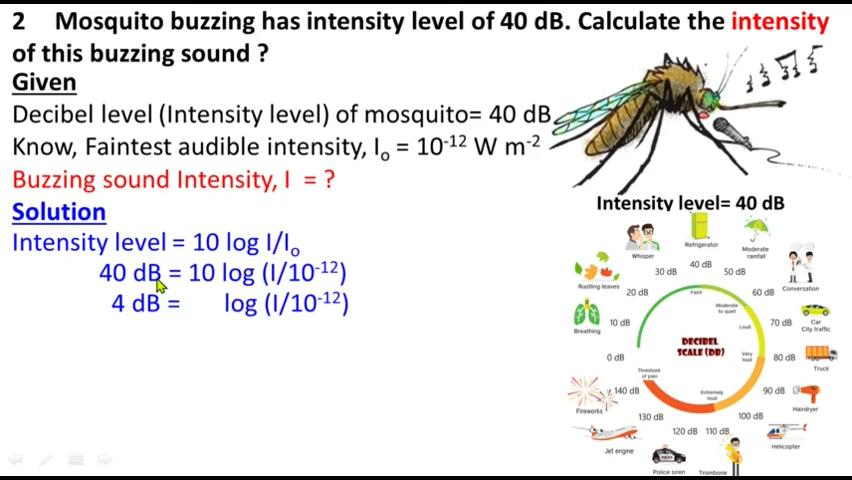 2 Mosquito buzzing has intensity level of 40 dB. Calculate the intensity
of this buzzing sound ?
Given
Decibel level (Intensity level) of mosquito= 40 dB
Know, Faintest audible intensity, Iₒ = 10⁻¹² W m⁻²
Buzzing sound Intensity, I = ?
Solution
Intensity level = 10 log I/Iₒ
40 dB = 10 log (I/10⁻¹²)
4 dB = log (I/10⁻¹²)
Intensity level= 40 dB
Refrigerator
Whisper
Moderate
rainfall
40 dB
30 dB
50 dB
Rustling leaves
20 dB
60 dB
Conversation
Faint
Moderate
to quiet
Breathing
10 dB
Loud
70 dB
Car
City traffic
DECIBEL
SCALE (DB)
0 dB
Very
loud
80 dB
Truck
Threshold
of pain
140 dB
Extremely
loud
90 dB
Hairdryer
Fireworks
130 dB
100 dB
120 dB
110 dB
Helicopter
Jet engine
POLICE
Police siren
Trombone